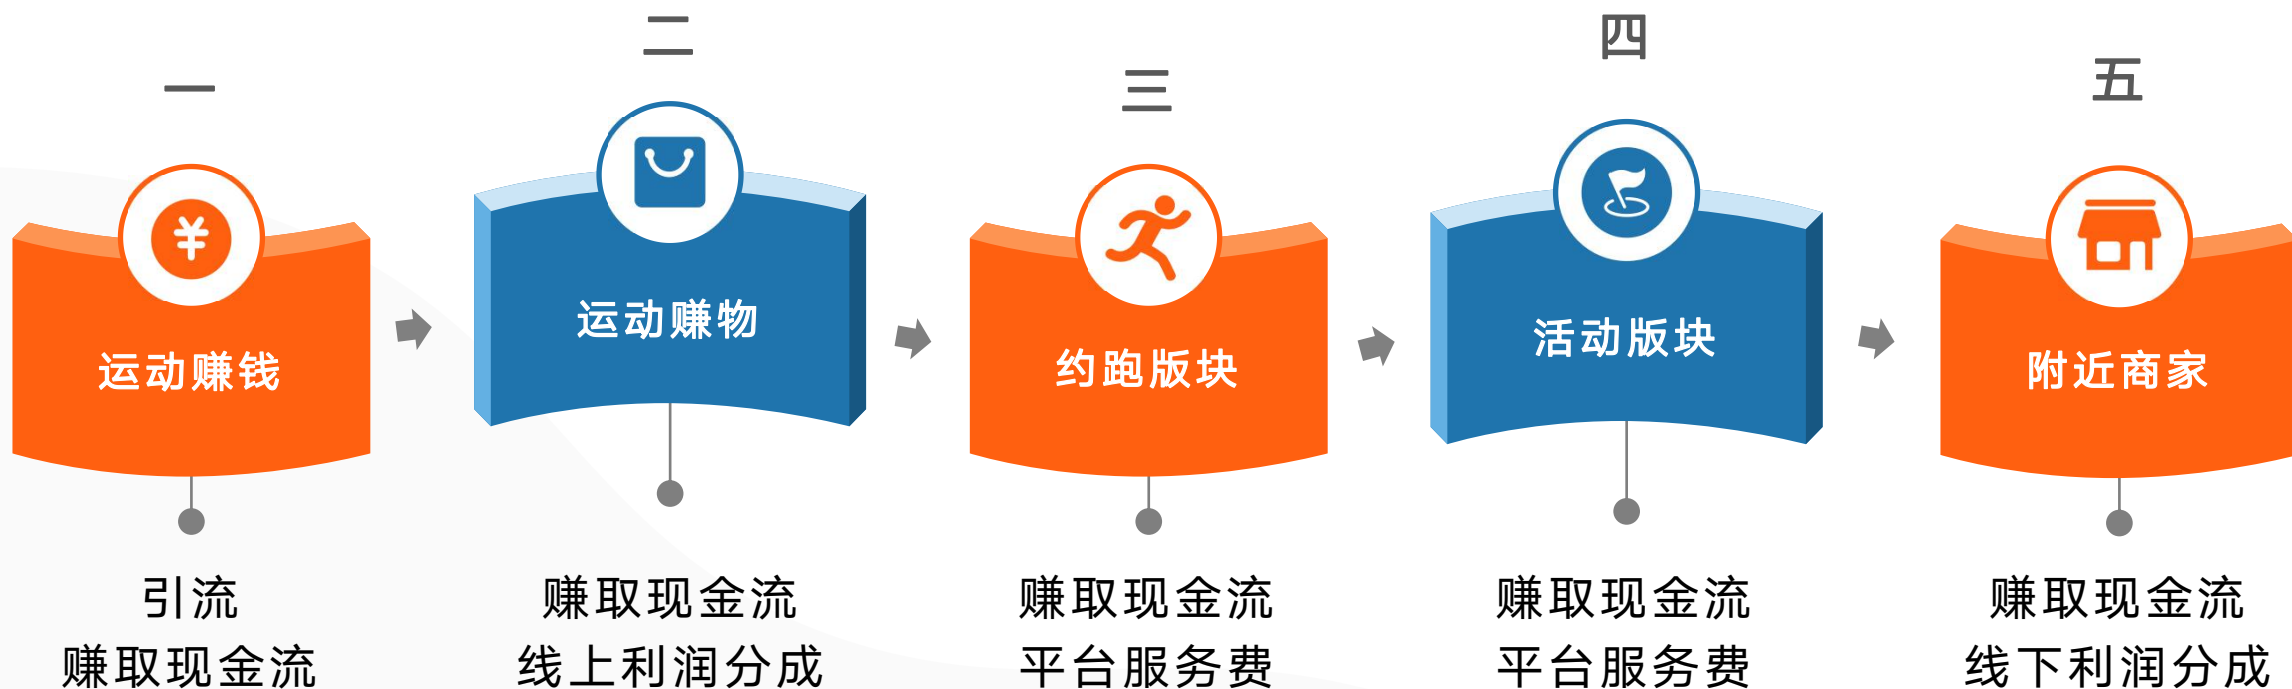 一
运动赚钱
引流
赚取现金流
二
运动赚物
赚取现金流
线上利润分成
三
约跑版块
赚取现金流
平台服务费
四
活动版块
赚取现金流
平台服务费
五
附近商家
赚取现金流
线下利润分成